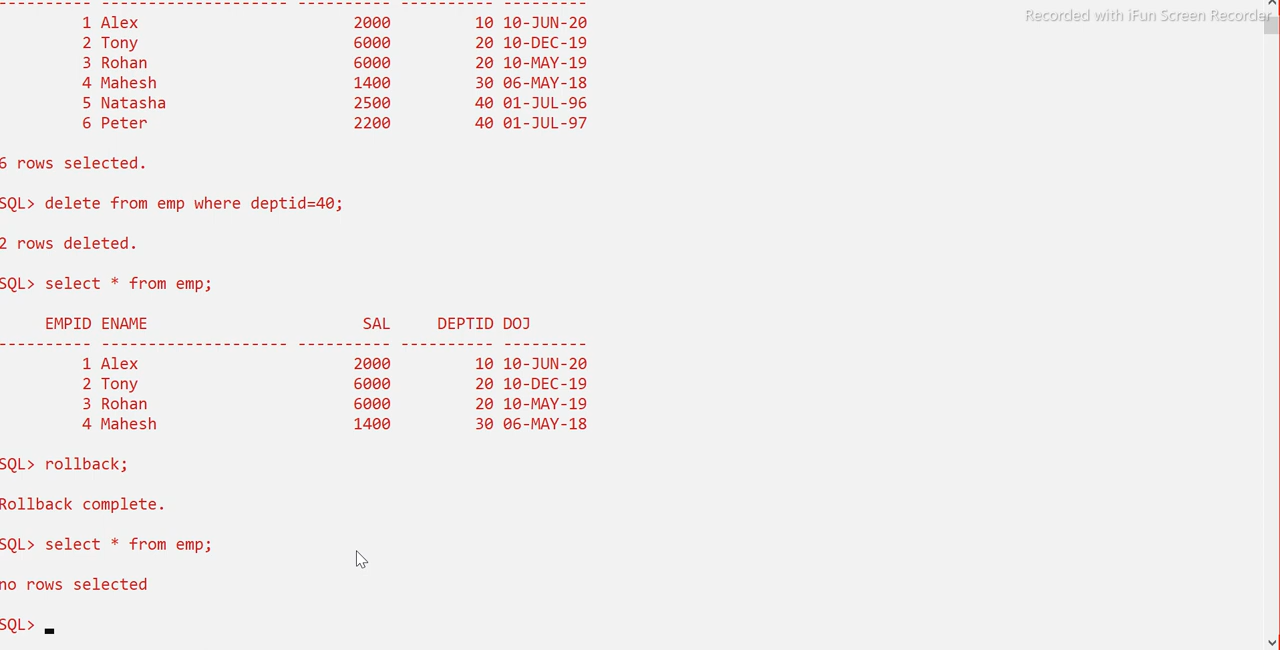 ---------- -------------------- ---------- ---------- ---------
Recorded with iFun Screen Recorder
1 Alex 2000 10 10-JUN-20
2 Tony 6000 20 10-DEC-19
3 Rohan 6000 20 10-MAY-19
4 Mahesh 1400 30 06-MAY-18
5 Natasha 2500 40 01-JUL-96
6 Peter 2200 40 01-JUL-97
6 rows selected.
SQL> delete from emp where deptid=40;
2 rows deleted.
SQL> select * from emp;
EMPID ENAME SAL DEPTID DOJ
---------- -------------------- ---------- ---------- ---------
1 Alex 2000 10 10-JUN-20
2 Tony 6000 20 10-DEC-19
3 Rohan 6000 20 10-MAY-19
4 Mahesh 1400 30 06-MAY-18
SQL> rollback;
Rollback complete.
SQL> select * from emp;
no rows selected
SQL>